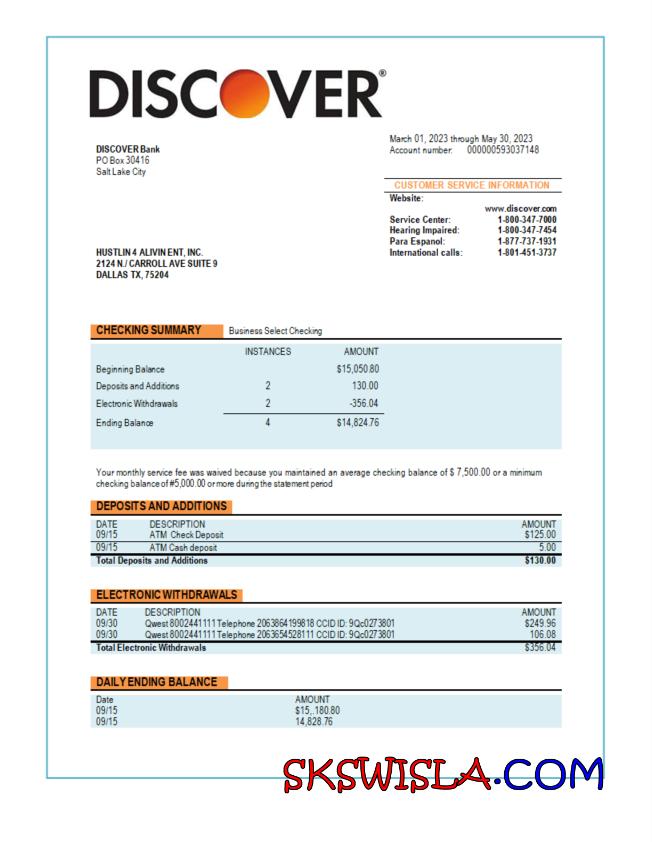 DISCOVER®
March 01, 2023 through May 30, 2023
DISCOVER Bank
Account number: 000000593037148
PO Box 30416
Salt Lake City
CUSTOMER SERVICE INFORMATION
Website:
www.discover.com
Service Center: 1-800-347-7000
Hearing Impaired: 1-800-347-7454
Para Espanol: 1-877-737-1931
International calls: 1-801-451-3737
HUSTLIN 4 ALIVIN ENT, INC.
2124 N./ CARROLL AVE SUITE 9
DALLAS TX, 75204
CHECKING SUMMARY Business Select Checking
INSTANCES AMOUNT
Beginning Balance $15,050.80
Deposits and Additions 2 130.00
Electronic Withdrawals 2 -356.04
Ending Balance 4 $14,824.76
Your monthly service fee was waived because you maintained an average checking balance of $ 7,500.00 or a minimum
checking balance of #5,000.00 or more during the statement period
DEPOSITS AND ADDITIONS
DATE DESCRIPTION AMOUNT
09/15 ATM Check Deposit $125.00
09/15 ATM Cash deposit 5.00
Total Deposits and Additions $130.00
ELECTRONIC WITHDRAWALS
DATE DESCRIPTION AMOUNT
09/30 Qwest 8002441111 Telephone 2063864199818 CCID ID: 9Qc0273801 $249.96
09/30 Qwest 8002441111 Telephone 2063654528111 CCID ID: 9Qc0273801 106.08
Total Electronic Withdrawals $356.04
DAILY ENDING BALANCE
Date AMOUNT
09/15 $15,.180.80
09/15 14,828.76
SKSWISLA.COM